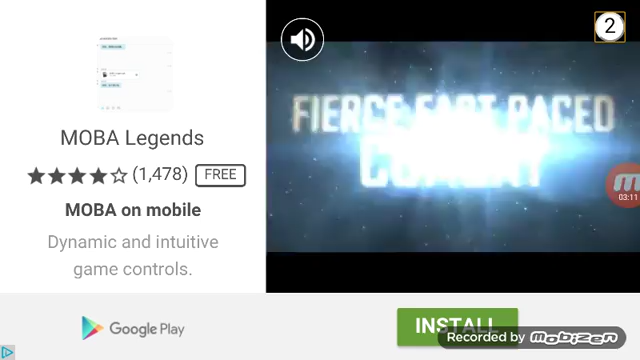 2
FIERCE FAST PACED
COMBAT
MOBA Legends
(1,478) FREE
MOBA on mobile
Dynamic and intuitive
game controls.
03:11
Google Play
INSTALL
Recorded by mobizen